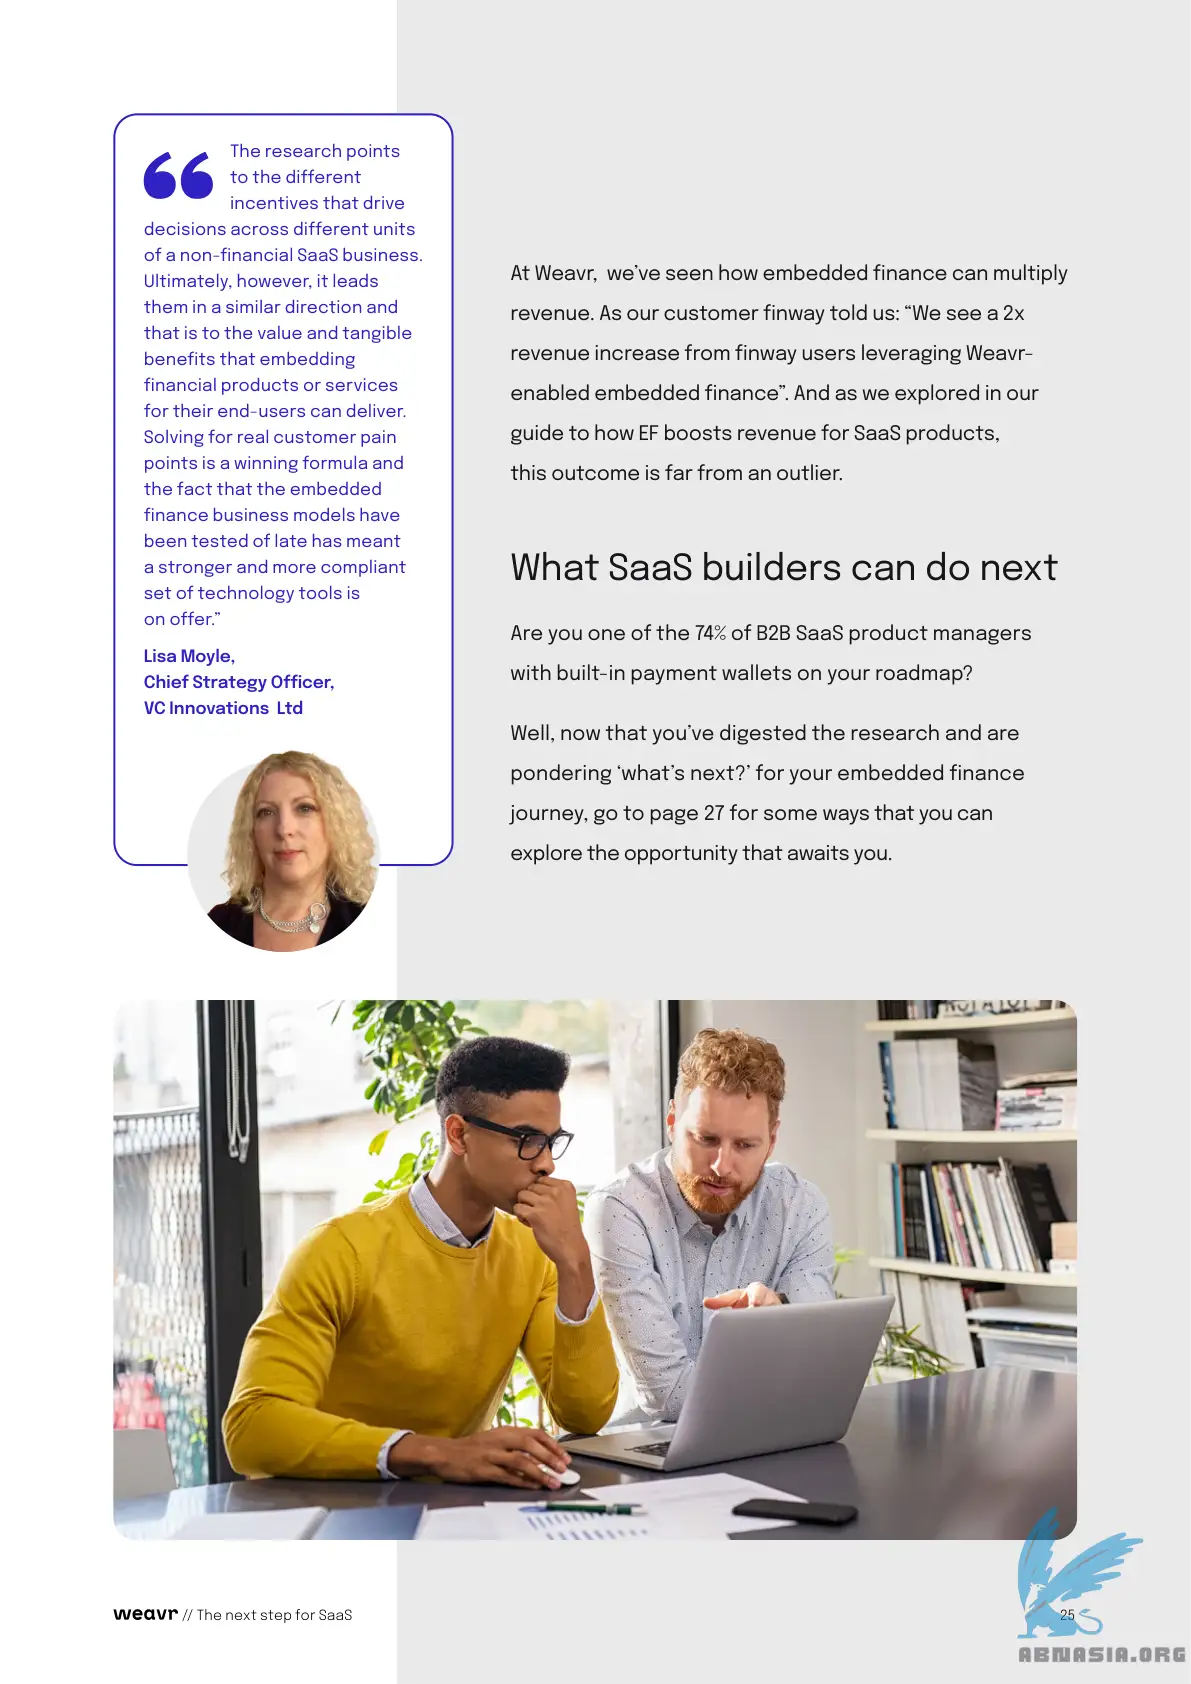 “
The research points
to the different
incentives that drive
decisions across different units
of a non-financial SaaS business.
Ultimately, however, it leads
them in a similar direction and
that is to the value and tangible
benefits that embedding
financial products or services
for their end-users can deliver.
Solving for real customer pain
points is a winning formula and
the fact that the embedded
finance business models have
been tested of late has meant
a stronger and more compliant
set of technology tools is
on offer.”
Lisa Moyle,
Chief Strategy Officer,
VC Innovations Ltd
At Weavr, we’ve seen how embedded finance can multiply
revenue. As our customer finway told us: “We see a 2x
revenue increase from finway users leveraging Weavr-
enabled embedded finance”. And as we explored in our
guide to how EF boosts revenue for SaaS products,
this outcome is far from an outlier.
What SaaS builders can do next
Are you one of the 74% of B2B SaaS product managers
with built-in payment wallets on your roadmap?
Well, now that you’ve digested the research and are
pondering ‘what’s next?’ for your embedded finance
journey, go to page 27 for some ways that you can
explore the opportunity that awaits you.
weavr // The next step for SaaS
25
ABNASIA.ORG